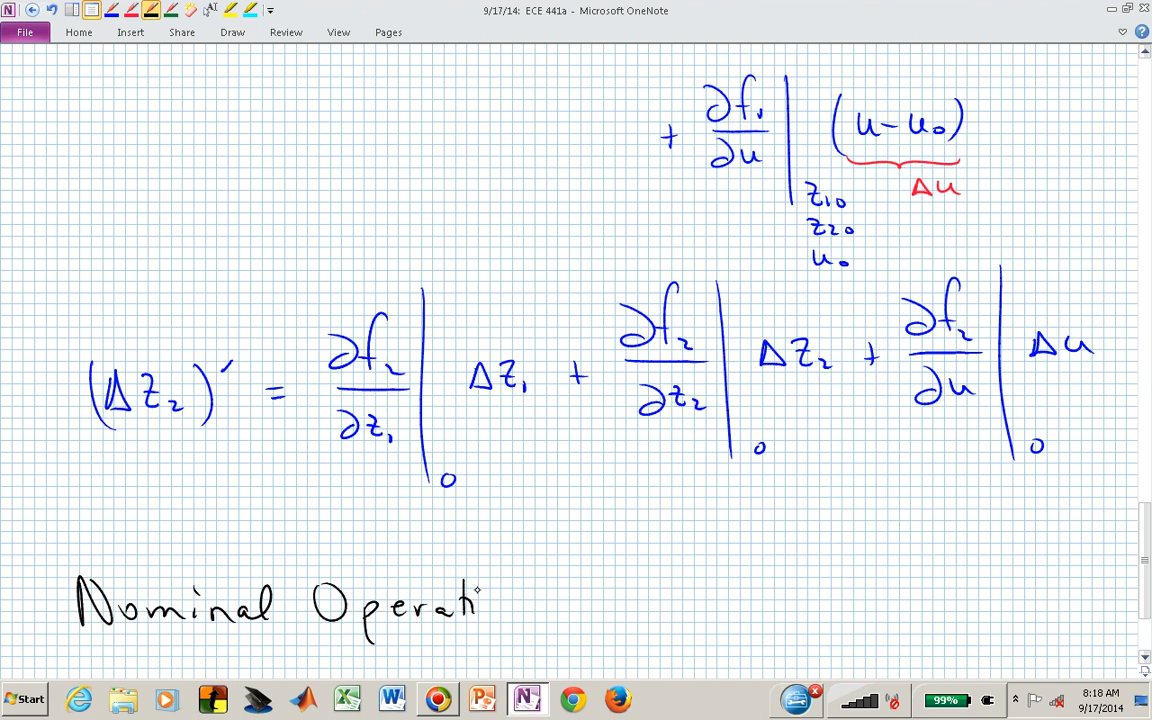 9/17/14: ECE 441a - Microsoft OneNote
File Home Insert Share Draw Review View Pages
+ ∂f₁/∂u | z₁₀ z₂₀ u₀ (u - u₀)
Δu
(Δz₂)' = ∂f₂/∂z₁ |₀ Δz₁ + ∂f₂/∂z₂ |₀ Δz₂ + ∂f₂/∂u |₀ Δu
Nominal Operati
Start 99% 8:18 AM
9/17/2014